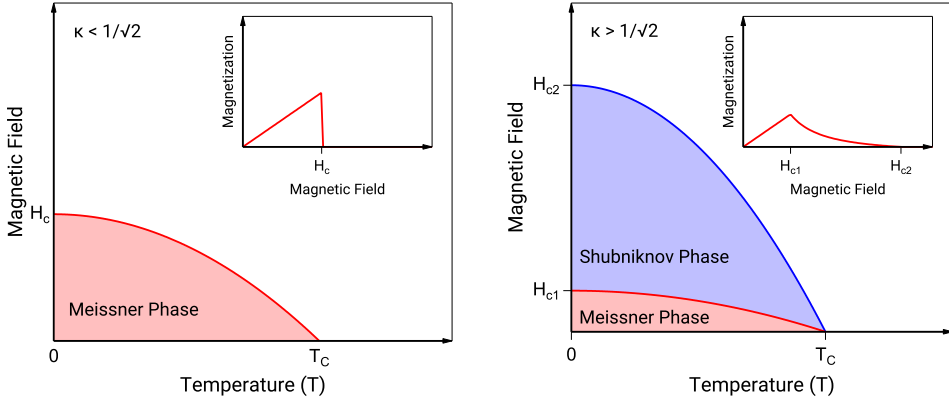 κ < 1/√2
Magnetization
H_c
Magnetic Field
Magnetic Field
H_c
Meissner Phase
0
T_C
Temperature (T)
κ > 1/√2
Magnetization
H_c1
H_c2
Magnetic Field
Magnetic Field
H_c2
Shubniknov Phase
H_c1
Meissner Phase
0
T_C
Temperature (T)